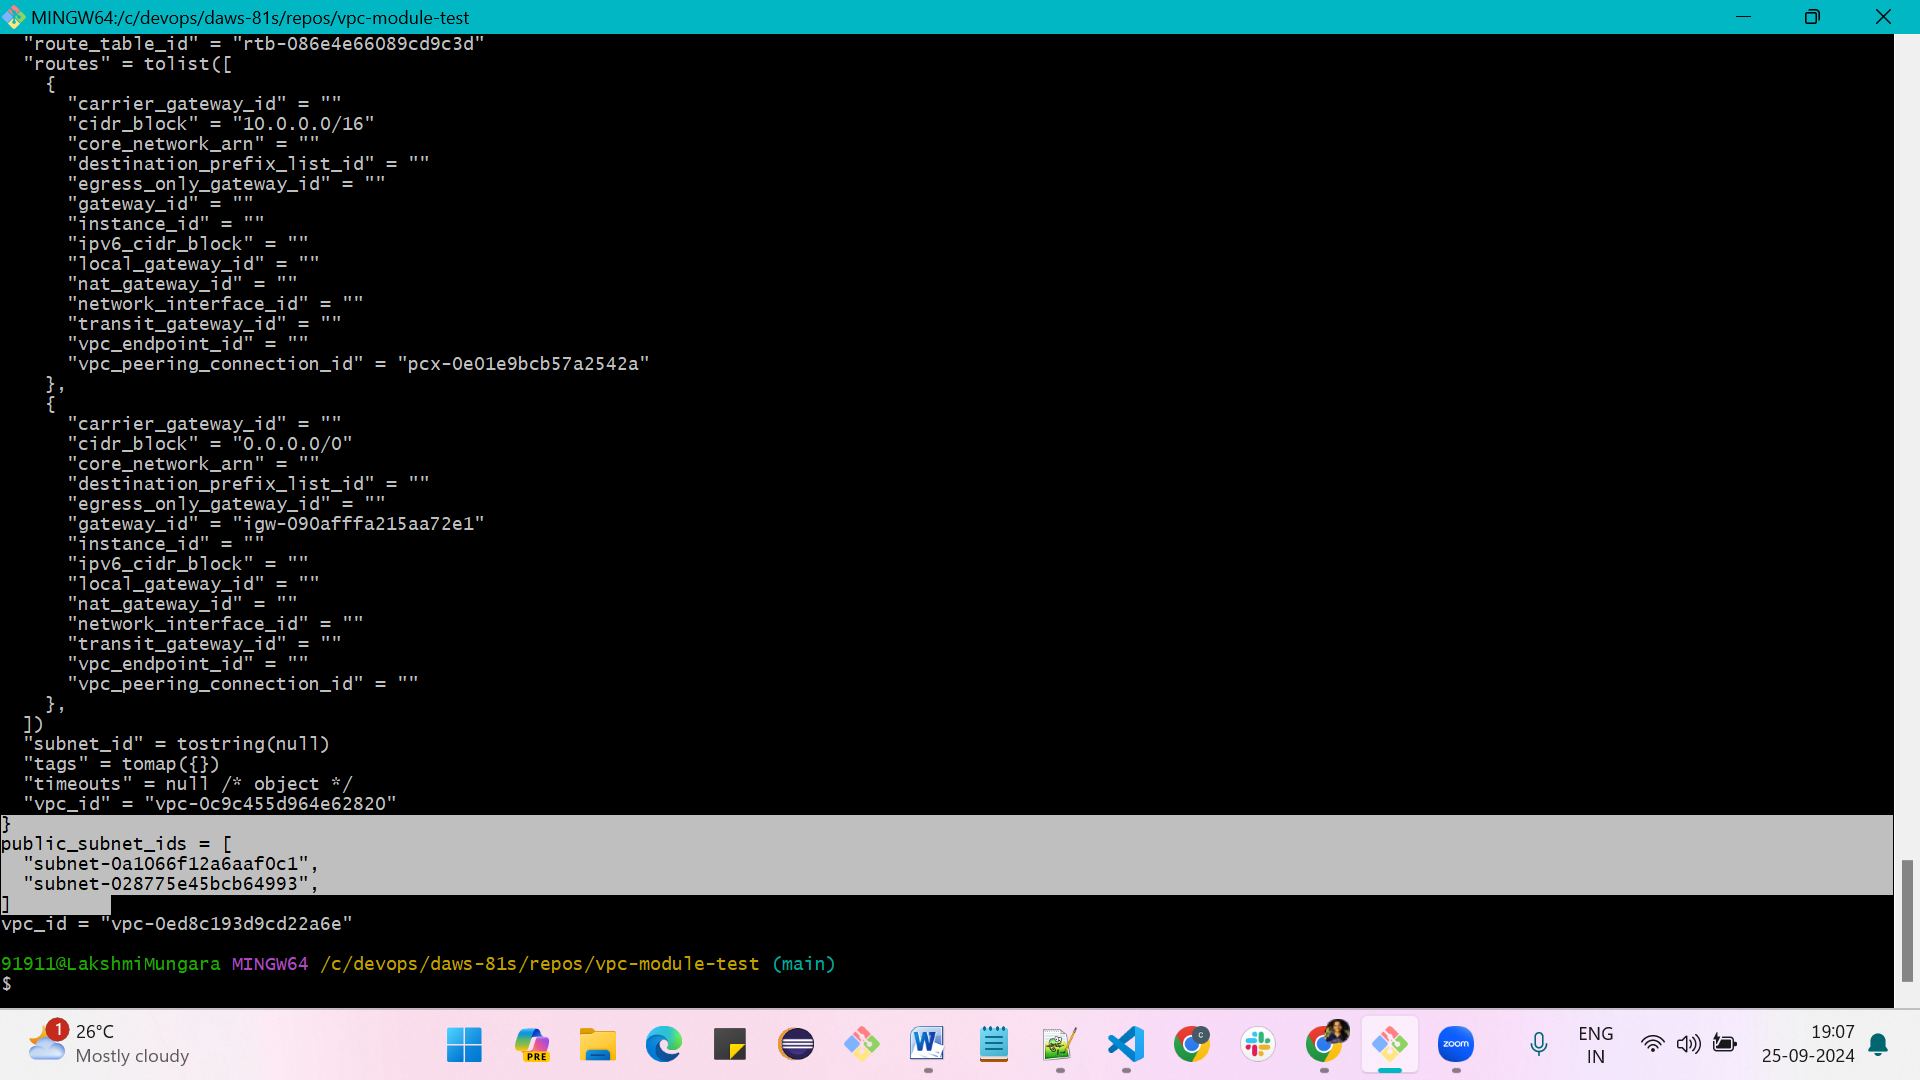 MINGW64:/c/devops/daws-81s/repos/vpc-module-test
"route_table_id" = "rtb-086e4e66089cd9c3d"
"routes" = tolist([
{
"carrier_gateway_id" = ""
"cidr_block" = "10.0.0.0/16"
"core_network_arn" = ""
"destination_prefix_list_id" = ""
"egress_only_gateway_id" = ""
"gateway_id" = ""
"instance_id" = ""
"ipv6_cidr_block" = ""
"local_gateway_id" = ""
"nat_gateway_id" = ""
"network_interface_id" = ""
"transit_gateway_id" = ""
"vpc_endpoint_id" = ""
"vpc_peering_connection_id" = "pcx-0e01e9bcb57a2542a"
},
{
"carrier_gateway_id" = ""
"cidr_block" = "0.0.0.0/0"
"core_network_arn" = ""
"destination_prefix_list_id" = ""
"egress_only_gateway_id" = ""
"gateway_id" = "igw-090afffa215aa72e1"
"instance_id" = ""
"ipv6_cidr_block" = ""
"local_gateway_id" = ""
"nat_gateway_id" = ""
"network_interface_id" = ""
"transit_gateway_id" = ""
"vpc_endpoint_id" = ""
"vpc_peering_connection_id" = ""
},
])
"subnet_id" = tostring(null)
"tags" = tomap({})
"timeouts" = null /* object */
"vpc_id" = "vpc-0c9c455d964e62820"
}
public_subnet_ids = [
"subnet-0a1066f12a6aaf0c1",
"subnet-028775e45bcb64993",
]
vpc_id = "vpc-0ed8c193d9cd22a6e"
91911@LakshmiMungara MINGW64 /c/devops/daws-81s/repos/vpc-module-test (main)
$
1
26°C
Mostly cloudy
PRE
C
zoom
ENG
IN
19:07
25-09-2024